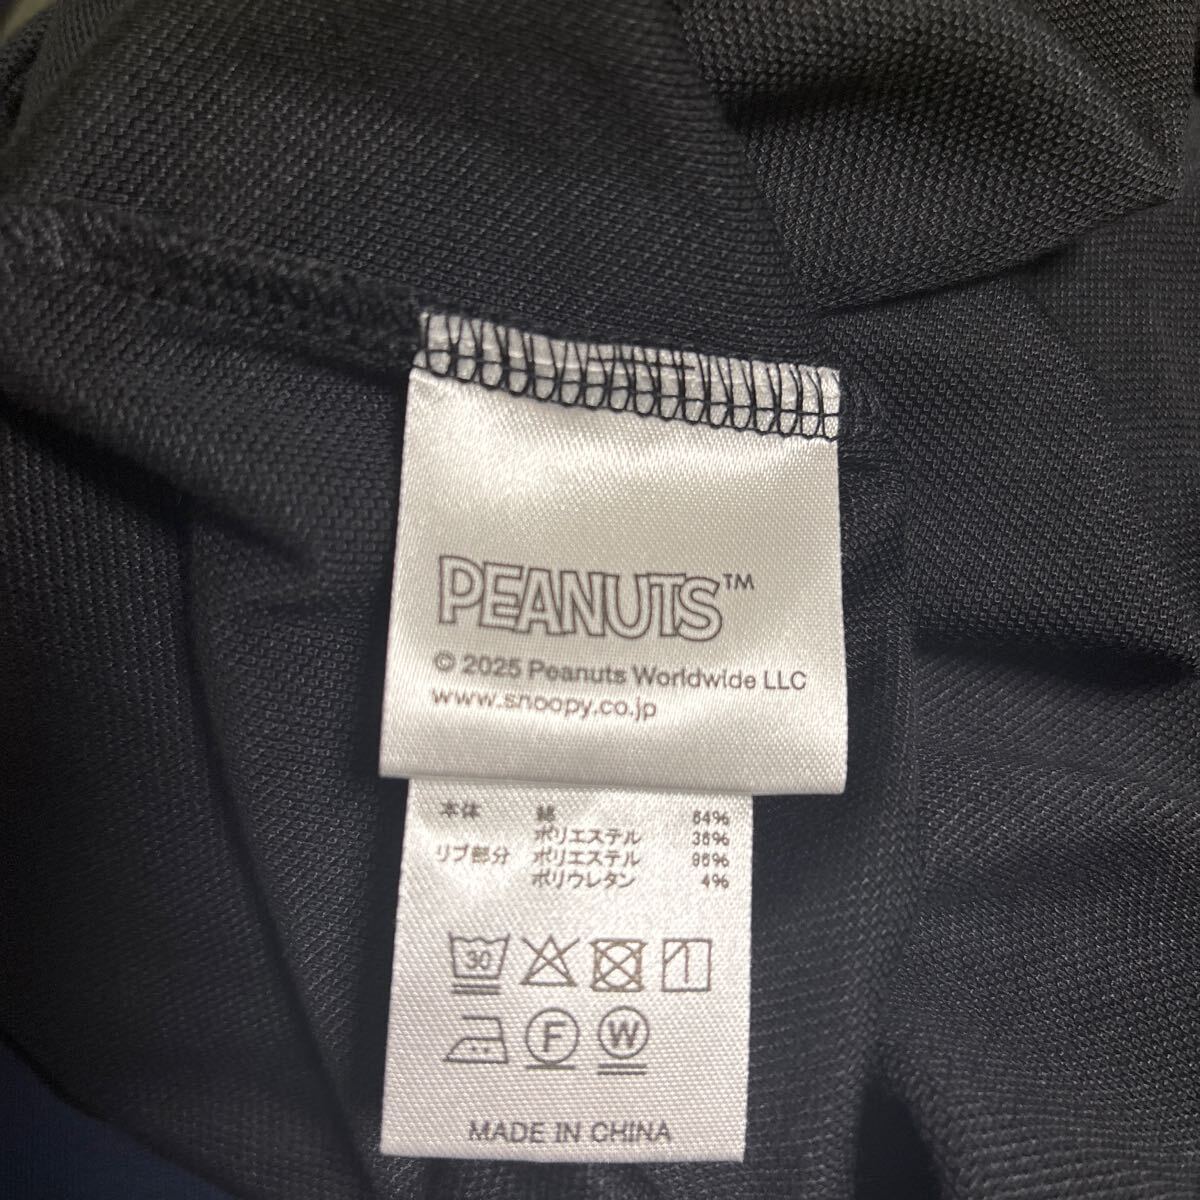 PEANUTS™
© 2025 Peanuts Worldwide LLC
www.snoopy.co.jp
本体 綿 64%
ポリエステル 36%
リブ部分 ポリエステル 96%
ポリウレタン 4%
30
F W
MADE IN CHINA